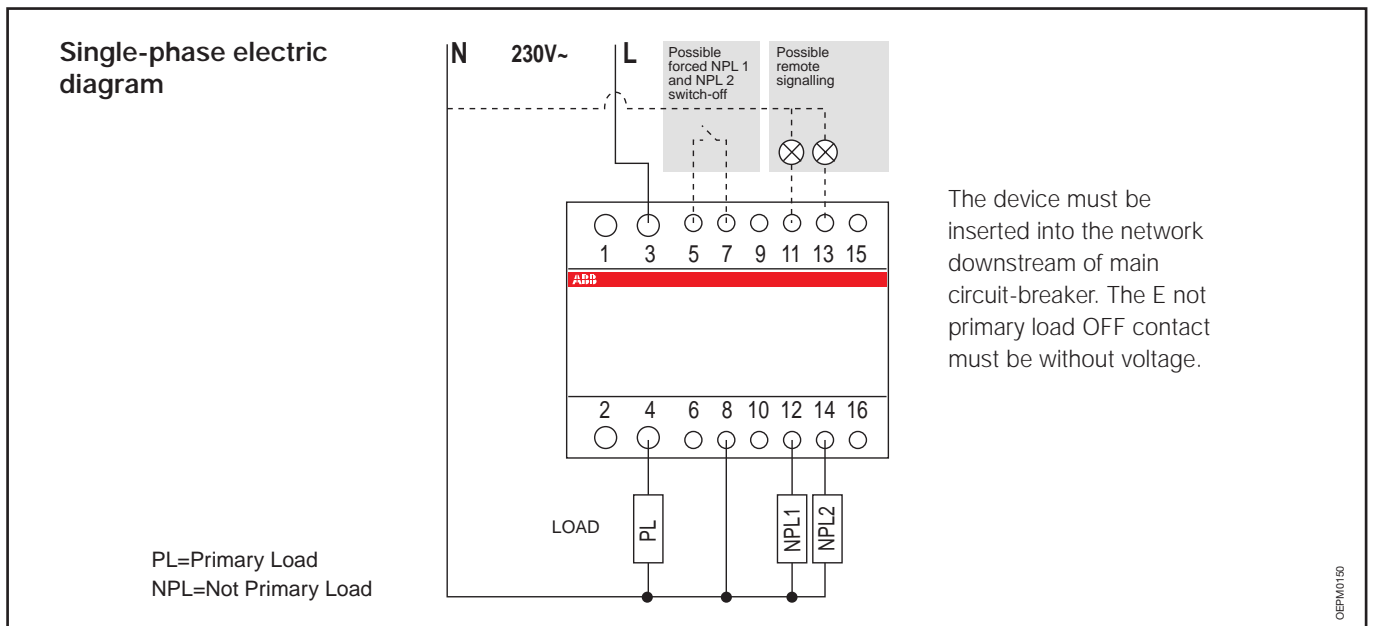 Single-phase electric
diagram
N 230V~ L
Possible
forced NPL 1
and NPL 2
switch-off
Possible
remote
signalling
1 3 5 7 9 11 13 15
ABB
2 4 6 8 10 12 14 16
The device must be
inserted into the network
downstream of main
circuit-breaker. The E not
primary load OFF contact
must be without voltage.
LOAD
PL
NPL1
NPL2
PL=Primary Load
NPL=Not Primary Load
OEPM0150